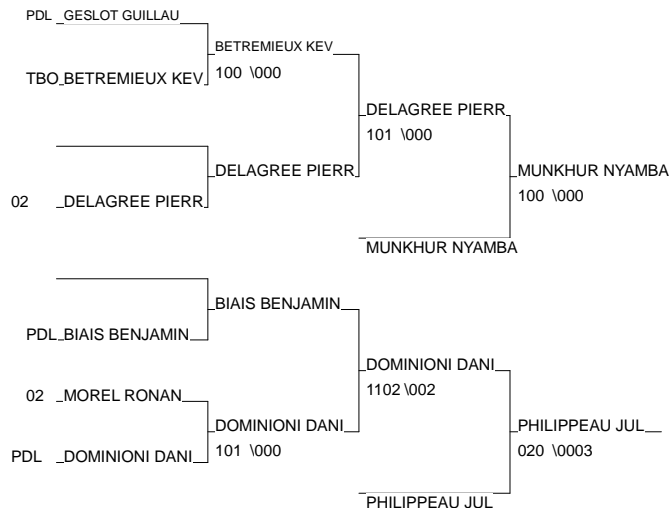 PDL GESLOT GUILLAU
BETREMIEUX KEV
TBO BETREMIEUX KEV
100 \000
DELAGREE PIERR
101 \000
DELAGREE PIERR
MUNKHUR NYAMBA
02 DELAGREE PIERR
100 \000
MUNKHUR NYAMBA
BIAIS BENJAMIN
PDL BIAIS BENJAMIN
DOMINIONI DANI
1102 \002
02 MOREL RONAN
DOMINIONI DANI
PHILIPPEAU JUL
101 \000
020 \0003
PDL DOMINIONI DANI
PHILIPPEAU JUL